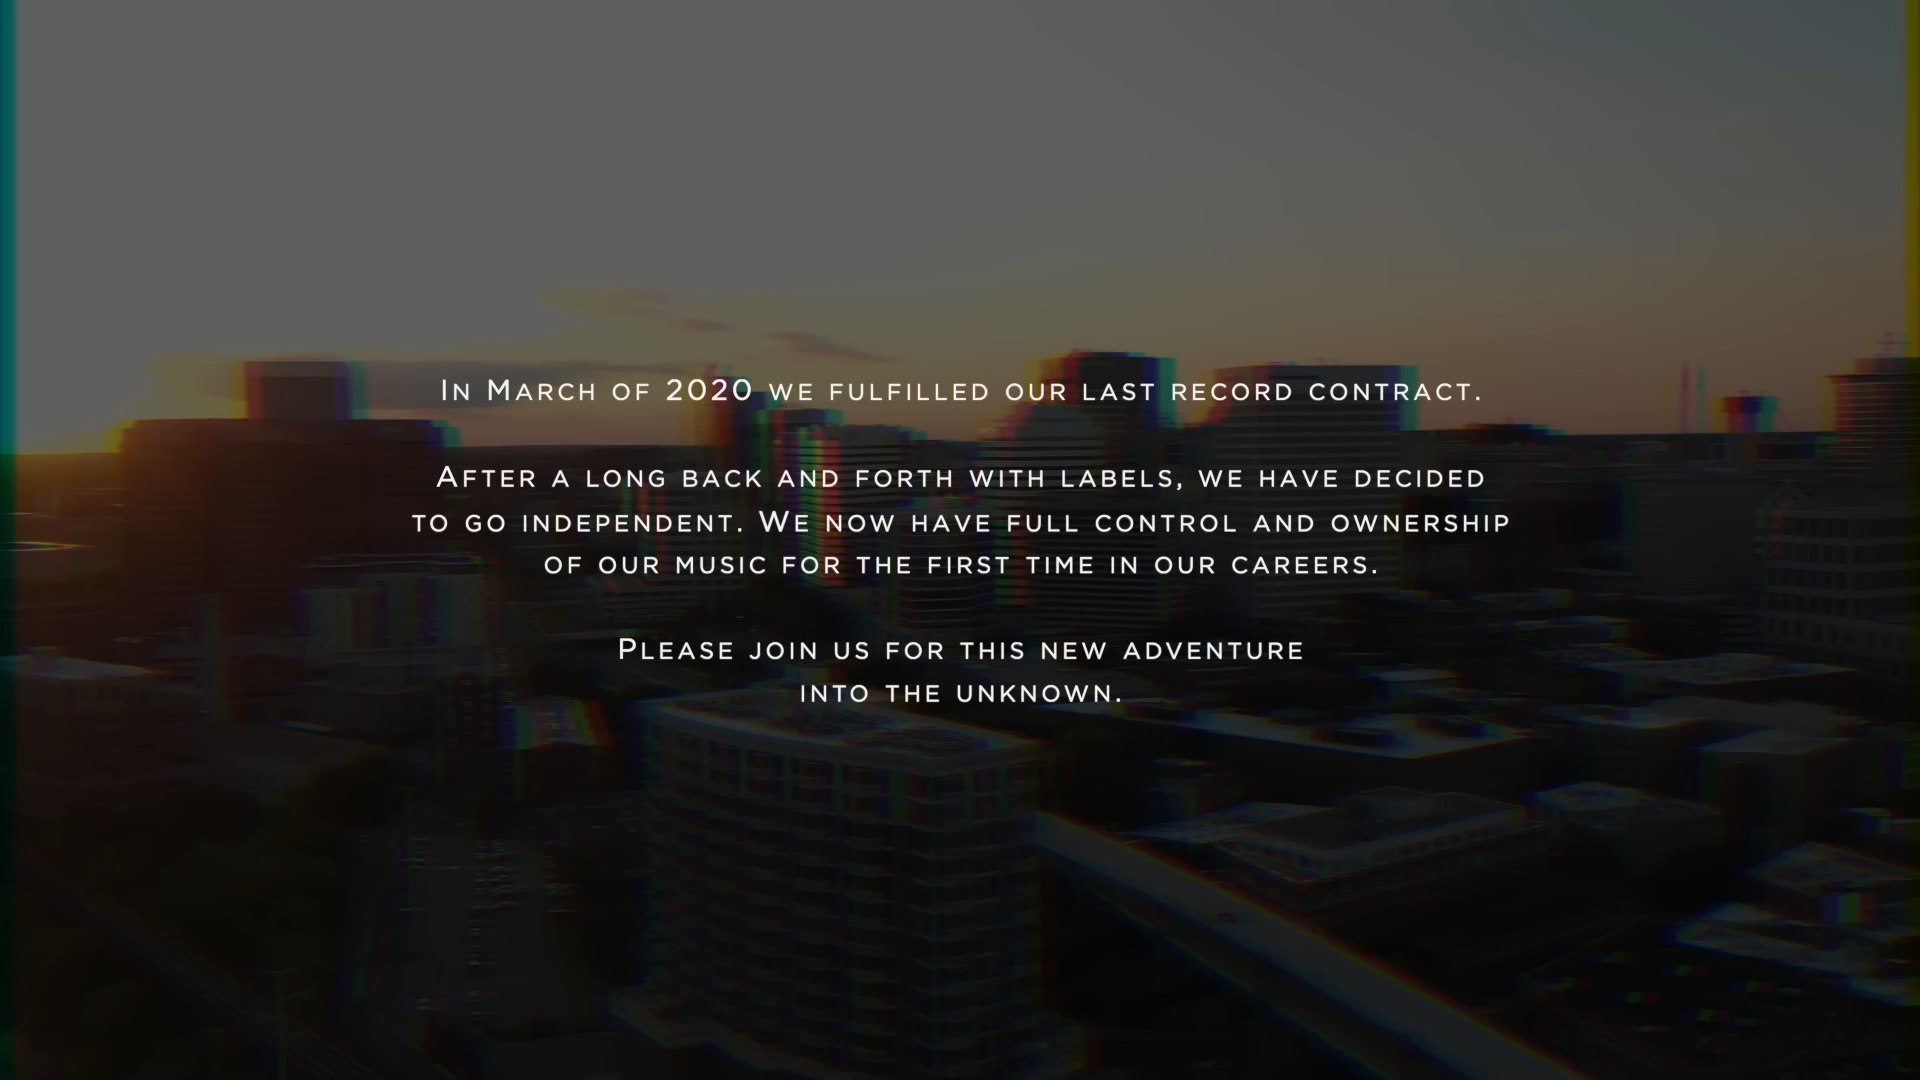 In March of 2020 we fulfilled our last record contract.
After a long back and forth with labels, we have decided
to go independent. We now have full control and ownership
of our music for the first time in our careers.
Please join us for this new adventure
into the unknown.